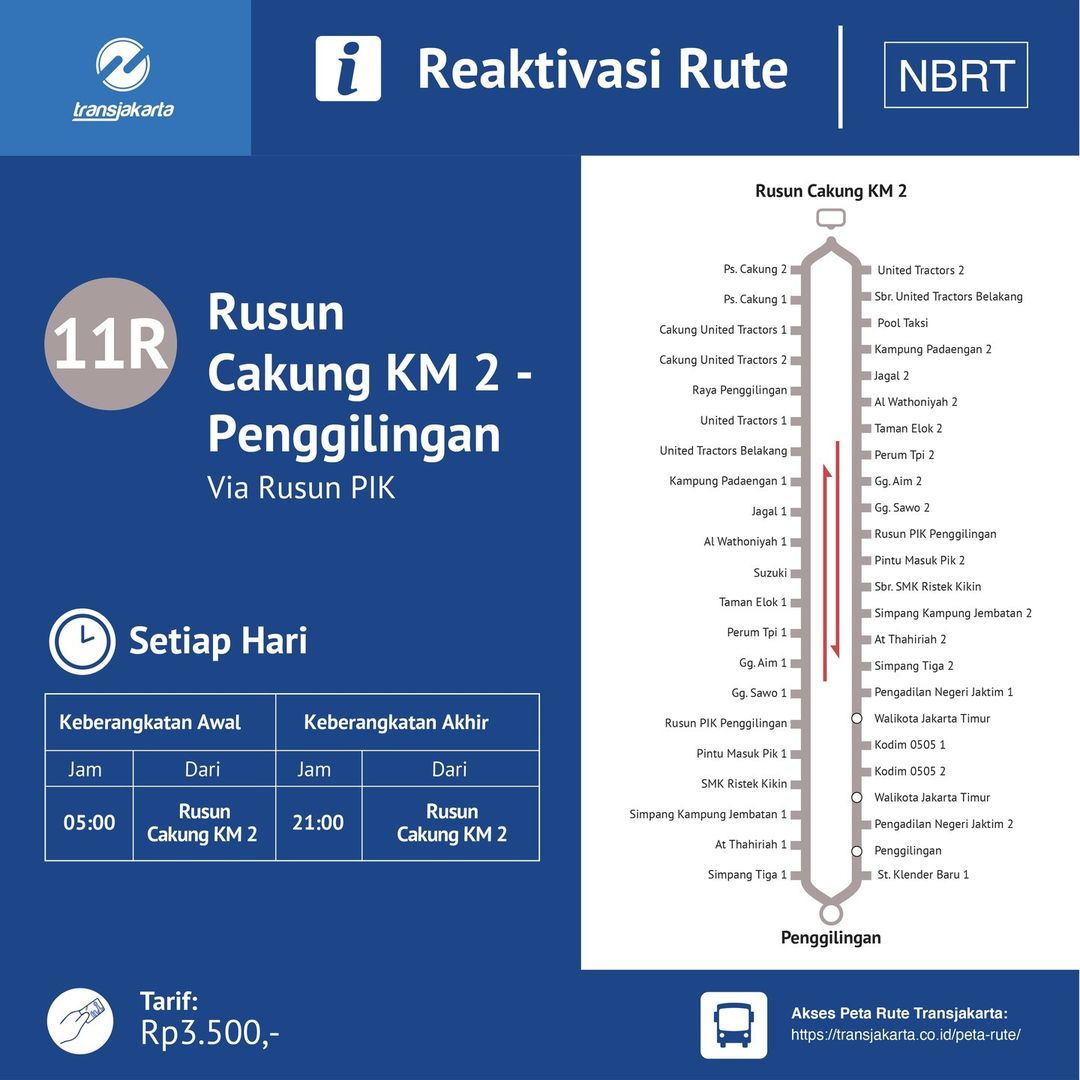 transjakarta
i
Reaktivasi Rute
NBRT
11R
Rusun
Cakung KM 2 -
Penggilingan
Via Rusun PIK
Setiap Hari
Keberangkatan Awal
Keberangkatan Akhir
Jam
Dari
Jam
Dari
05:00
Rusun
Cakung KM 2
21:00
Rusun
Cakung KM 2
Rusun Cakung KM 2
Ps. Cakung 2
Ps. Cakung 1
Cakung United Tractors 1
Cakung United Tractors 2
Raya Penggilingan
United Tractors 1
United Tractors Belakang
Kampung Padaengan 1
Jagal 1
Al Wathoniyah 1
Suzuki
Taman Elok 1
Perum Tpi 1
Gg. Aim 1
Gg. Sawo 1
Rusun PIK Penggilingan
Pintu Masuk Pik 1
SMK Ristek Kikin
Simpang Kampung Jembatan 1
At Thahiriah 1
Simpang Tiga 1
United Tractors 2
Sbr. United Tractors Belakang
Pool Taksi
Kampung Padaengan 2
Jagal 2
Al Wathoniyah 2
Taman Elok 2
Perum Tpi 2
Gg. Aim 2
Gg. Sawo 2
Rusun PIK Penggilingan
Pintu Masuk Pik 2
Sbr. SMK Ristek Kikin
Simpang Kampung Jembatan 2
At Thahiriah 2
Simpang Tiga 2
Pengadilan Negeri Jaktim 1
Walikota Jakarta Timur
Kodim 0505 1
Kodim 0505 2
Walikota Jakarta Timur
Pengadilan Negeri Jaktim 2
Penggilingan
St. Klender Baru 1
Penggilingan
Tarif:
Rp3.500,-
Akses Peta Rute Transjakarta:
https://transjakarta.co.id/peta-rute/